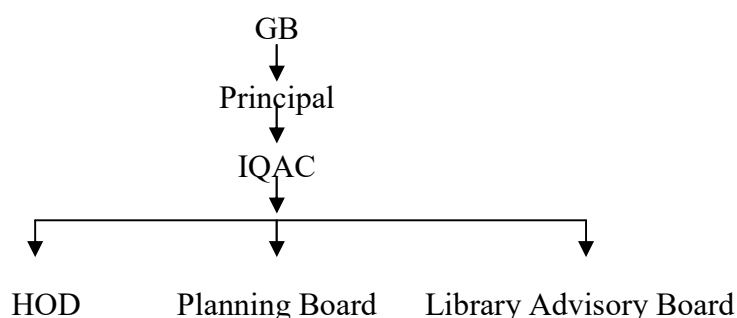 GB
Principal
IQAC
HOD Planning Board Library Advisory Board